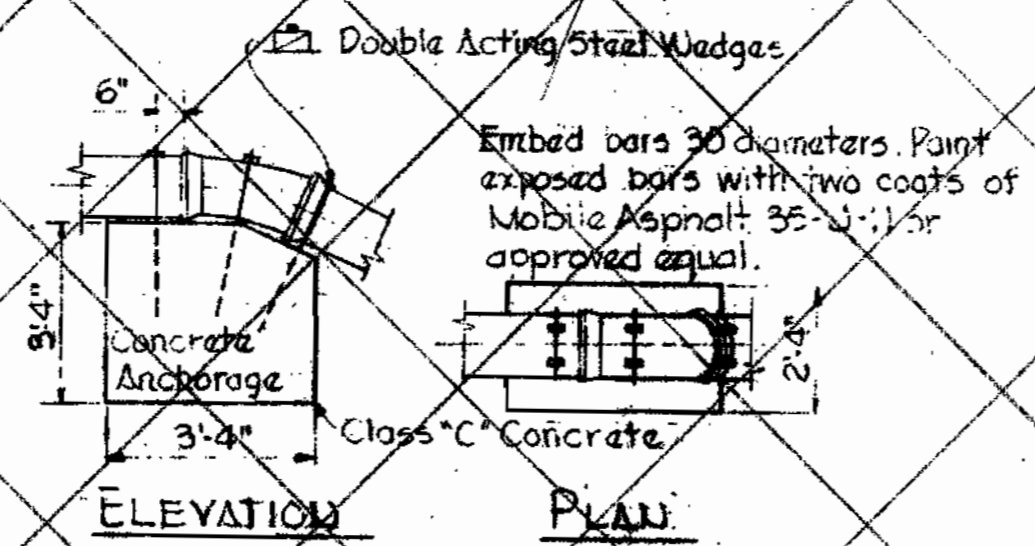 Double Acting Steel Wedges
6"
Embed bars 30 diameters. Paint
exposed bars with two coats of
Mobile Asphalt or
approved equal.
3'-4"
Concrete
Anchorage
3'-4"
Class "C" Concrete
2'-4"
ELEVATION
PLAN